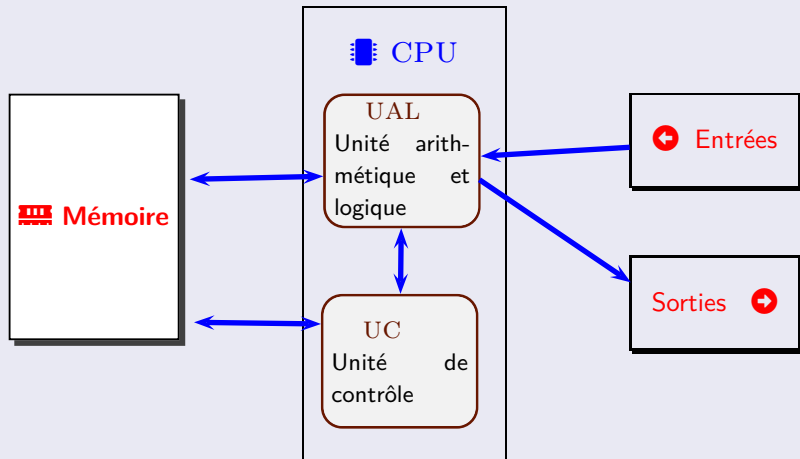 CPU
UAL
Unité arith-
métique et
logique
Mémoire
UC
Unité de
contrôle
Entrées
Sorties